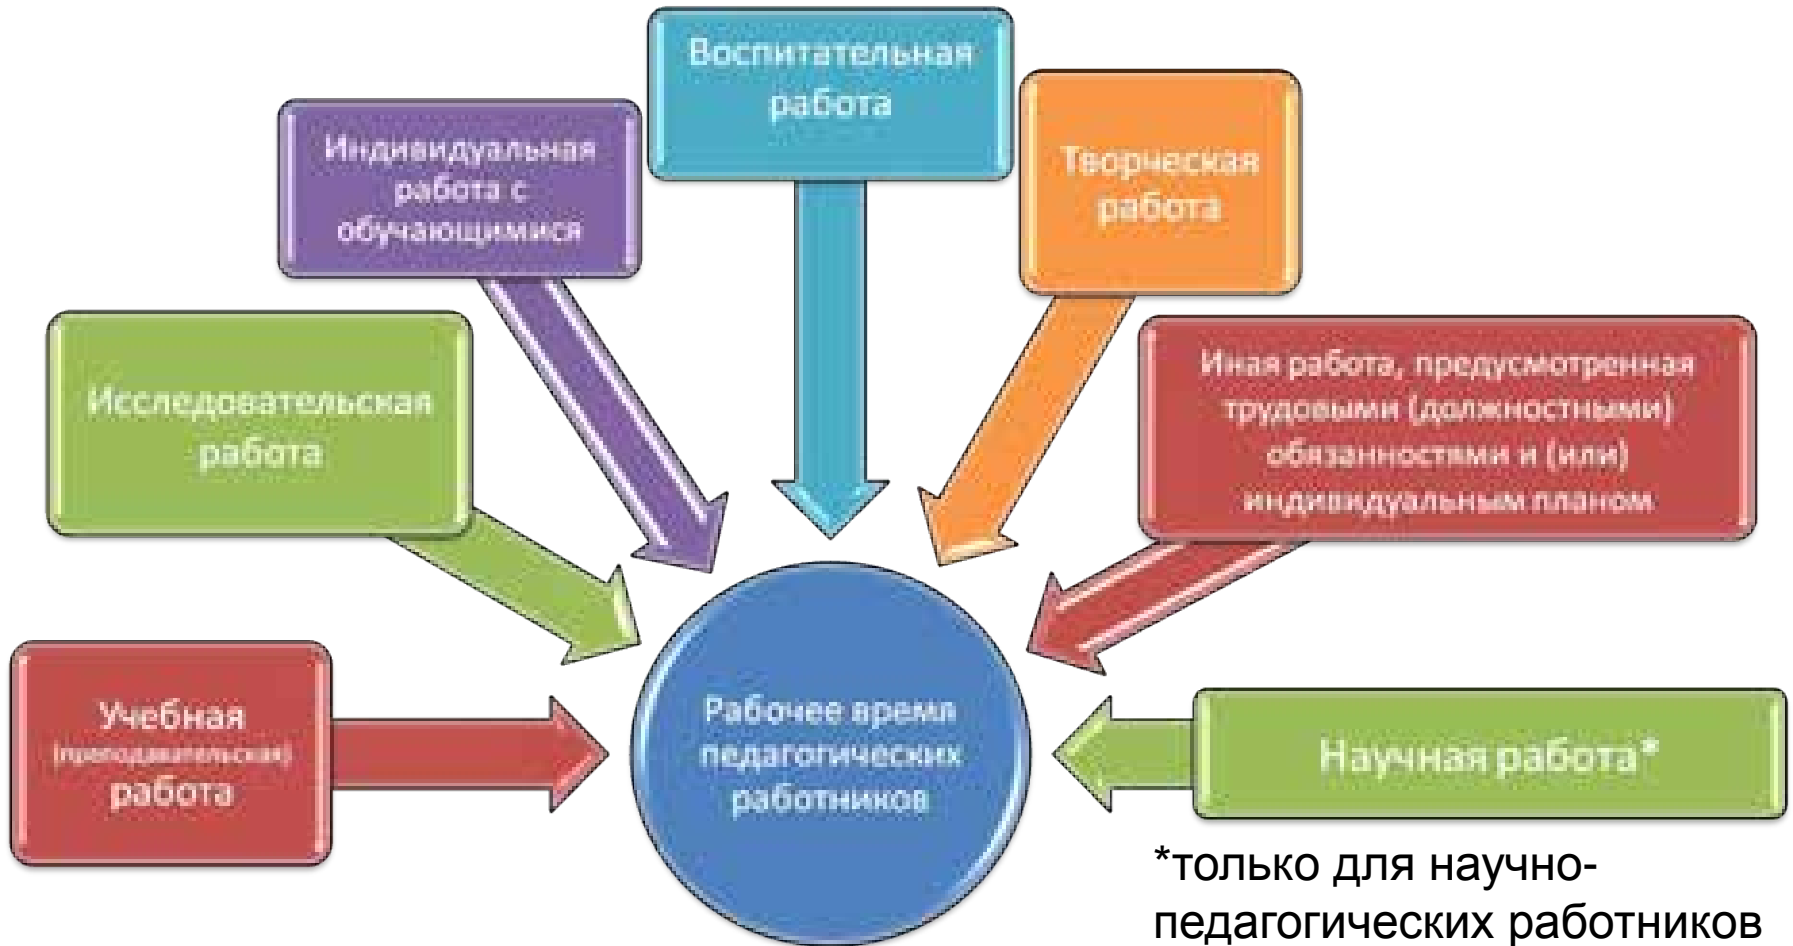 Воспитательная
работа
Индивидуальная
работа с
обучающимися
Творческая
работа
Исследовательская
работа
Иная работа, предусмотренная
трудовыми (должностными)
обязанностями и (или)
индивидуальным планом
Учебная
(преподавательская)
работа
Рабочее время
педагогических
работников
Научная работа*
*только для научно-
педагогических работников